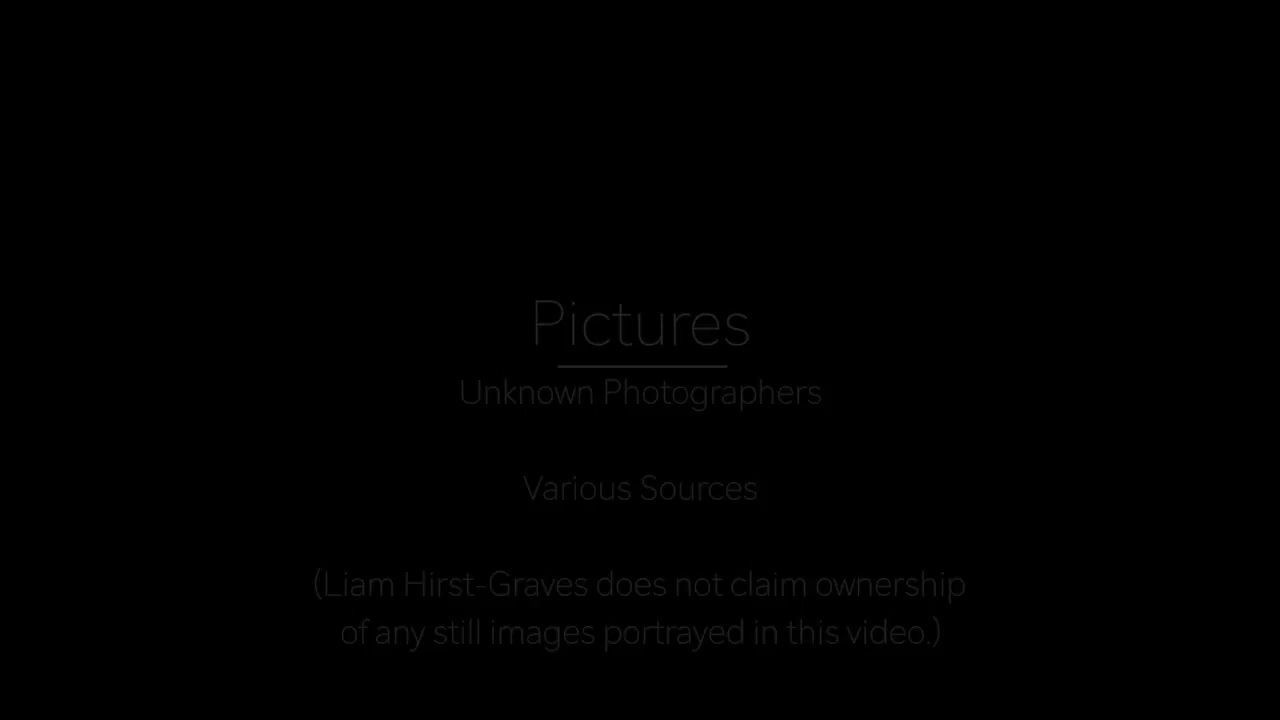 Pictures
Unknown Photographers
Various Sources
(Liam Hirst-Graves does not claim ownership
of any still images portrayed in this video.)